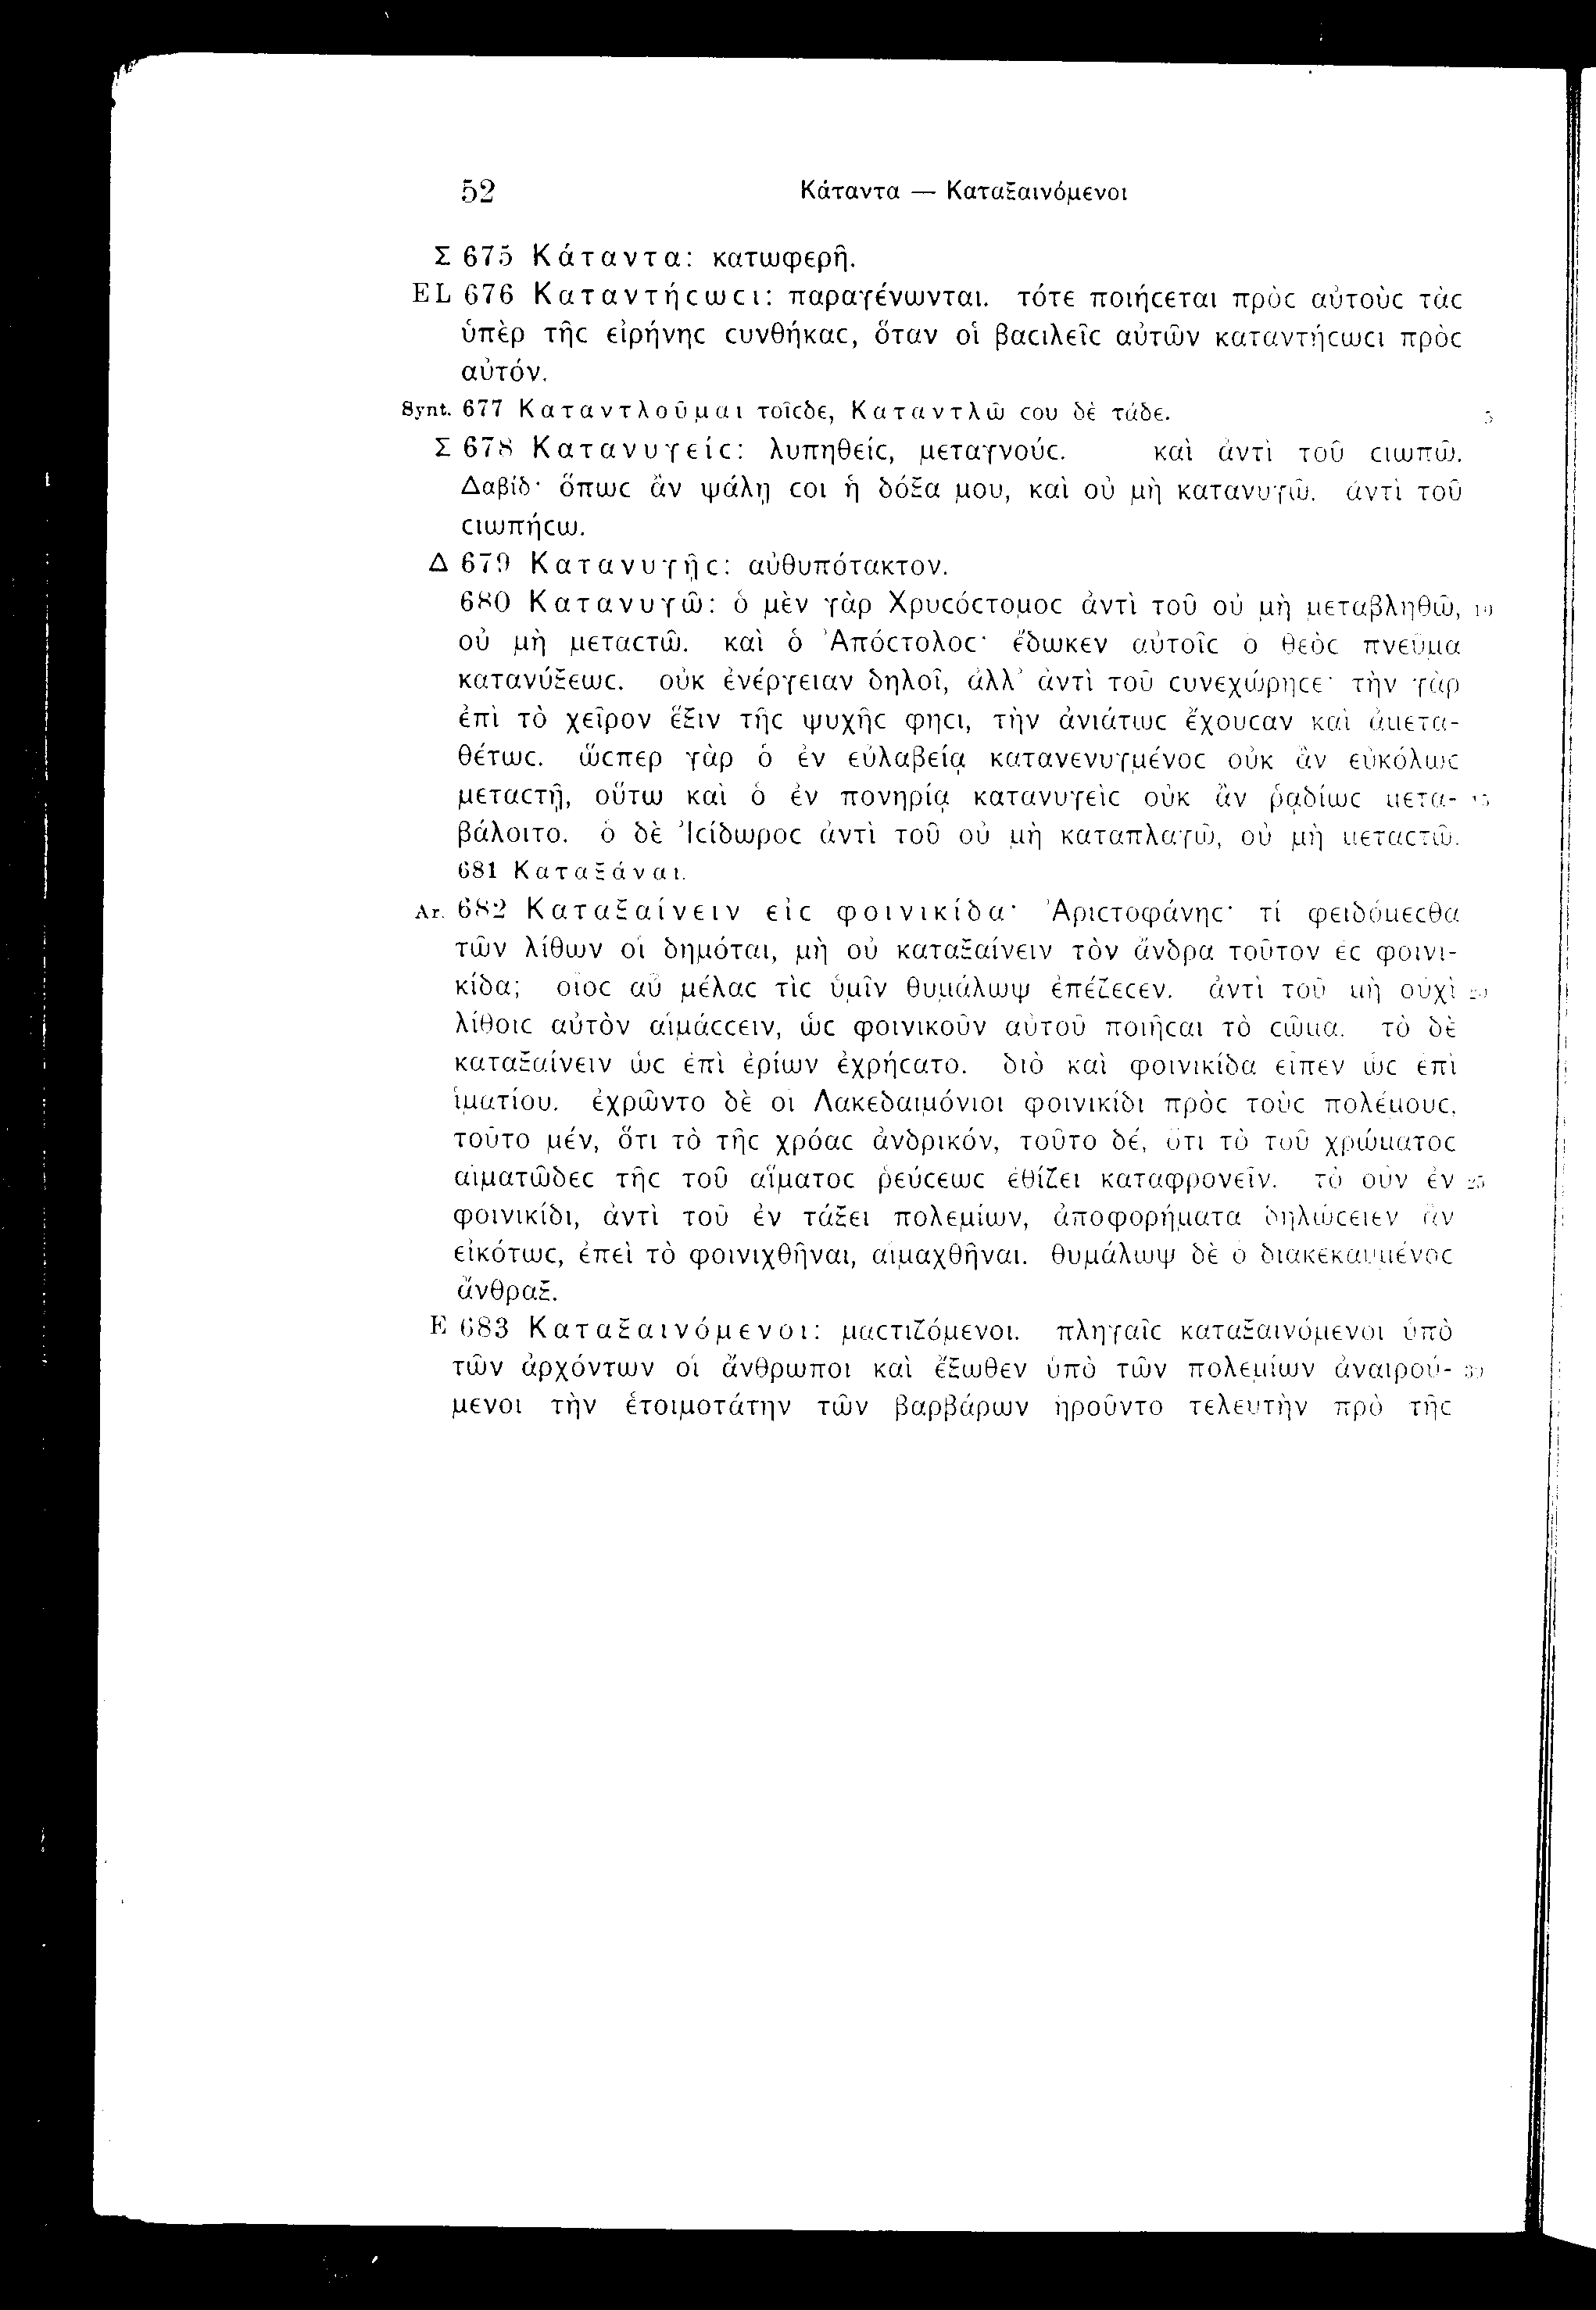 52 Κάταντα — Καταξαινόμενοι
Σ 675 Κάταντα: κατωφερῆ.
EL 676 Καταντήϲωϲι: παραγένωνται. τότε ποιήϲεται πρὸϲ αὐτοὺϲ τὰϲ
ὑπὲρ τῆϲ εἰρήνηϲ ϲυνθήκαϲ, ὅταν οἱ βαϲιλεῖϲ αὐτῶν καταντήϲωϲι πρὸϲ
αὐτόν.
Synt. 677 Καταντλοῦμαι τοῖϲδε, Καταντλῶ ϲου δὲ τάδε. 5
Σ 678 Κατανυγείϲ: λυπηθείϲ, μεταγνούϲ. καὶ ἀντὶ τοῦ ϲιωπῶ.
Δαβίδ· ὅπωϲ ἂν ψάλῃ ϲοι ἡ δόξα μου, καὶ οὐ μὴ κατανυγῶ. ἀντὶ τοῦ
ϲιωπήϲω.
Δ 679 Κατανυγῇϲ: αὐθυπότακτον.
680 Κατανυγῶ: ὁ μὲν γὰρ Χρυϲόϲτομοϲ ἀντὶ τοῦ οὐ μὴ μεταβληθῶ, 10
οὐ μὴ μεταϲτῶ. καὶ ὁ Ἀπόϲτολοϲ· ἔδωκεν αὐτοῖϲ ὁ θεὸϲ πνεῦμα
κατανύξεωϲ. οὐκ ἐνέργειαν δηλοῖ, ἀλλ’ ἀντὶ τοῦ ϲυνεχώρηϲε· τὴν γὰρ
ἐπὶ τὸ χεῖρον ἕξιν τῆϲ ψυχῆϲ φηϲι, τὴν ἀνιάτωϲ ἔχουϲαν καὶ ἀμετα-
θέτωϲ. ὥϲπερ γὰρ ὁ ἐν εὐλαβείᾳ κατανενυγμένοϲ οὐκ ἂν εὐκόλωϲ
μεταϲτῇ, οὕτω καὶ ὁ ἐν πονηρίᾳ κατανυγεὶϲ οὐκ ἂν ῥᾳδίωϲ μετα- 15
βάλοιτο. ὁ δὲ Ἰϲίδωροϲ ἀντὶ τοῦ οὐ μὴ καταπλαγῶ, οὐ μὴ μεταϲτῶ.
681 Καταξάναι.
Ar. 682 Καταξαίνειν εἰϲ φοινικίδα· Ἀριϲτοφάνηϲ· τί φειδόμεϲθα
τῶν λίθων οἱ δημόται, μὴ οὐ καταξαίνειν τὸν ἄνδρα τοῦτον ἐϲ φοινι-
κίδα; οἷοϲ αὖ μέλαϲ τὶϲ ὑμῖν θυμάλωψ ἐπέζεϲεν. ἀντὶ τοῦ μὴ οὐχὶ 20
λίθοιϲ αὐτὸν αἱμάϲϲειν, ὡϲ φοινικοῦν αὐτοῦ ποιῆϲαι τὸ ϲῶμα. τὸ δὲ
καταξαίνειν ὡϲ ἐπὶ ἐρίων ἐχρήϲατο. διὸ καὶ φοινικίδα εἶπεν ὡϲ ἐπὶ
ἱματίου. ἐχρῶντο δὲ οἱ Λακεδαιμόνιοι φοινικίδι πρὸϲ τοὺϲ πολέμουϲ,
τοῦτο μέν, ὅτι τὸ τῆϲ χρόαϲ ἀνδρικόν, τοῦτο δέ, ὅτι τὸ τοῦ χρώματοϲ
αἱματῶδεϲ τῆϲ τοῦ αἵματοϲ ῥεύϲεωϲ ἐθίζει καταφρονεῖν. τὸ οὖν ἐν 25
φοινικίδι, ἀντὶ τοῦ ἐν τάξει πολεμίων, ἀποφορήματα δηλώϲειεν ἂν
εἰκότωϲ, ἐπεὶ τὸ φοινιχθῆναι, αἱμαχθῆναι. θυμάλωψ δὲ ὁ διακεκαυμένοϲ
ἄνθραξ.
E 683 Καταξαινόμενοι: μαϲτιζόμενοι. πληγαῖϲ καταξαινόμενοι ὑπὸ
τῶν ἀρχόντων οἱ ἄνθρωποι καὶ ἔξωθεν ὑπὸ τῶν πολεμίων ἀναιρού- 30
μενοι τὴν ἑτοιμοτάτην τῶν βαρβάρων ᾑροῦντο τελευτὴν πρὸ τῆϲ